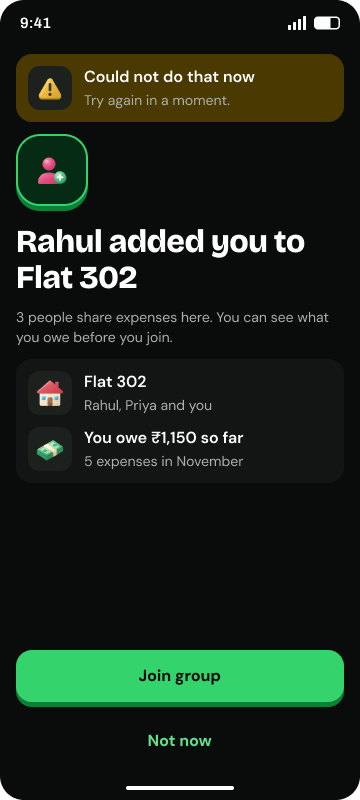 9:41
Could not do that now
Try again in a moment.
Rahul added you to
Flat 302
3 people share expenses here. You can see what
you owe before you join.
Flat 302
Rahul, Priya and you
You owe ₹1,150 so far
5 expenses in November
Join group
Not now